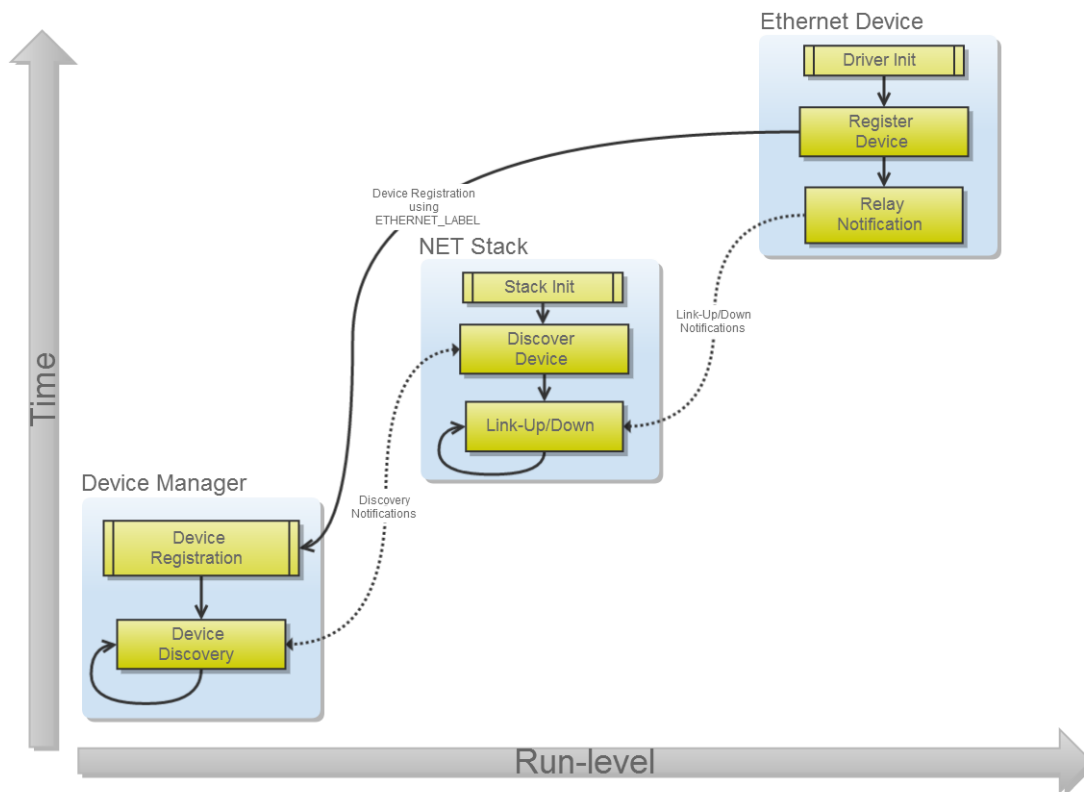 Ethernet Device
Driver Init
Register
Device
Relay
Notification
Device Registration
using
ETHERNET_LABEL
NET Stack
Stack Init
Discover
Device
Link-Up/Down
Link-Up/Down
Notifications
Discovery
Notifications
Device Manager
Device
Registration
Device
Discovery
Time
Run-level